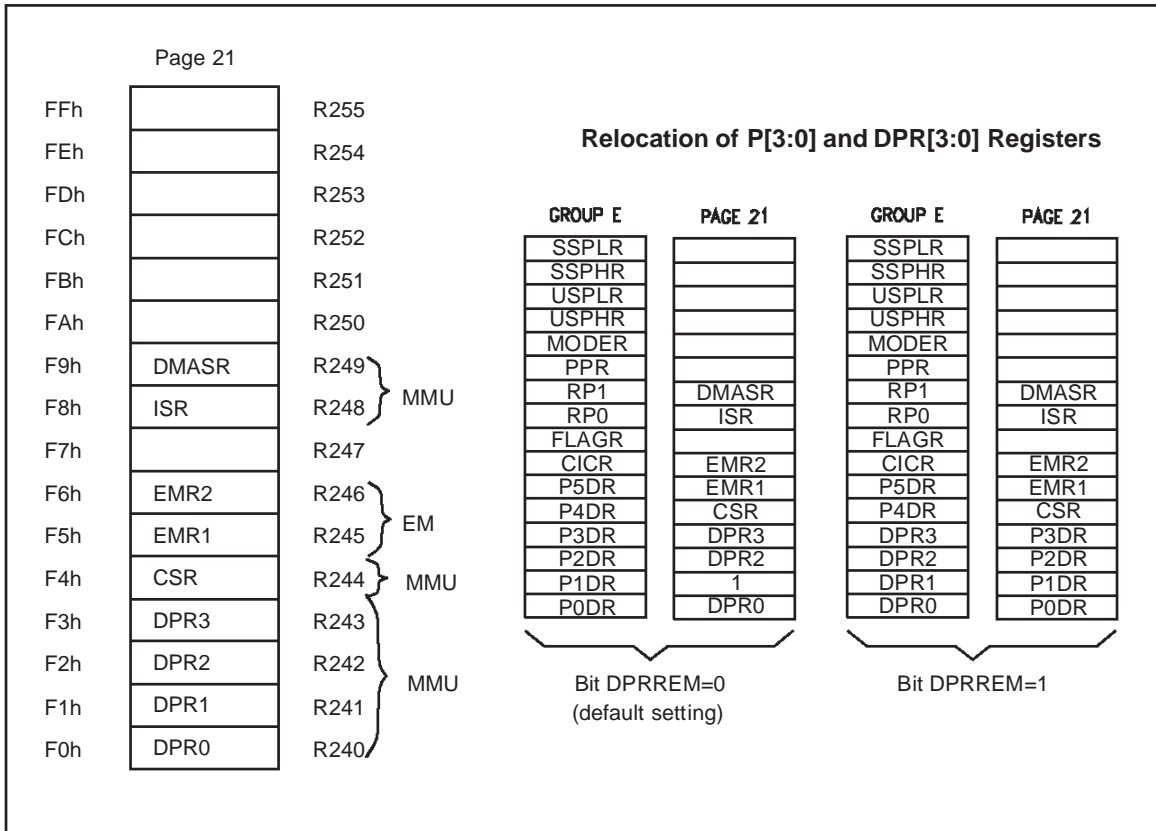 Page 21
FFh R255
FEh R254
FDh R253
FCh R252
FBh R251
FAh R250
F9h DMASR R249
MMU
F8h ISR R248
F7h R247
F6h EMR2 R246
EM
F5h EMR1 R245
F4h CSR R244 MMU
F3h DPR3 R243
F2h DPR2 R242
MMU
F1h DPR1 R241
F0h DPR0 R240
Relocation of P[3:0] and DPR[3:0] Registers
GROUP E PAGE 21 GROUP E PAGE 21
SSPLR SSPLR
SSPHR SSPHR
USPLR USPLR
USPHR USPHR
MODER MODER
PPR PPR
RP1 DMASR RP1 DMASR
RP0 ISR RP0 ISR
FLAGR FLAGR
CICR EMR2 CICR EMR2
P5DR EMR1 P5DR EMR1
P4DR CSR P4DR CSR
P3DR DPR3 DPR3 P3DR
P2DR DPR2 DPR2 P2DR
P1DR 1 DPR1 P1DR
P0DR DPR0 DPR0 P0DR
Bit DPRREM=0 Bit DPRREM=1
(default setting)